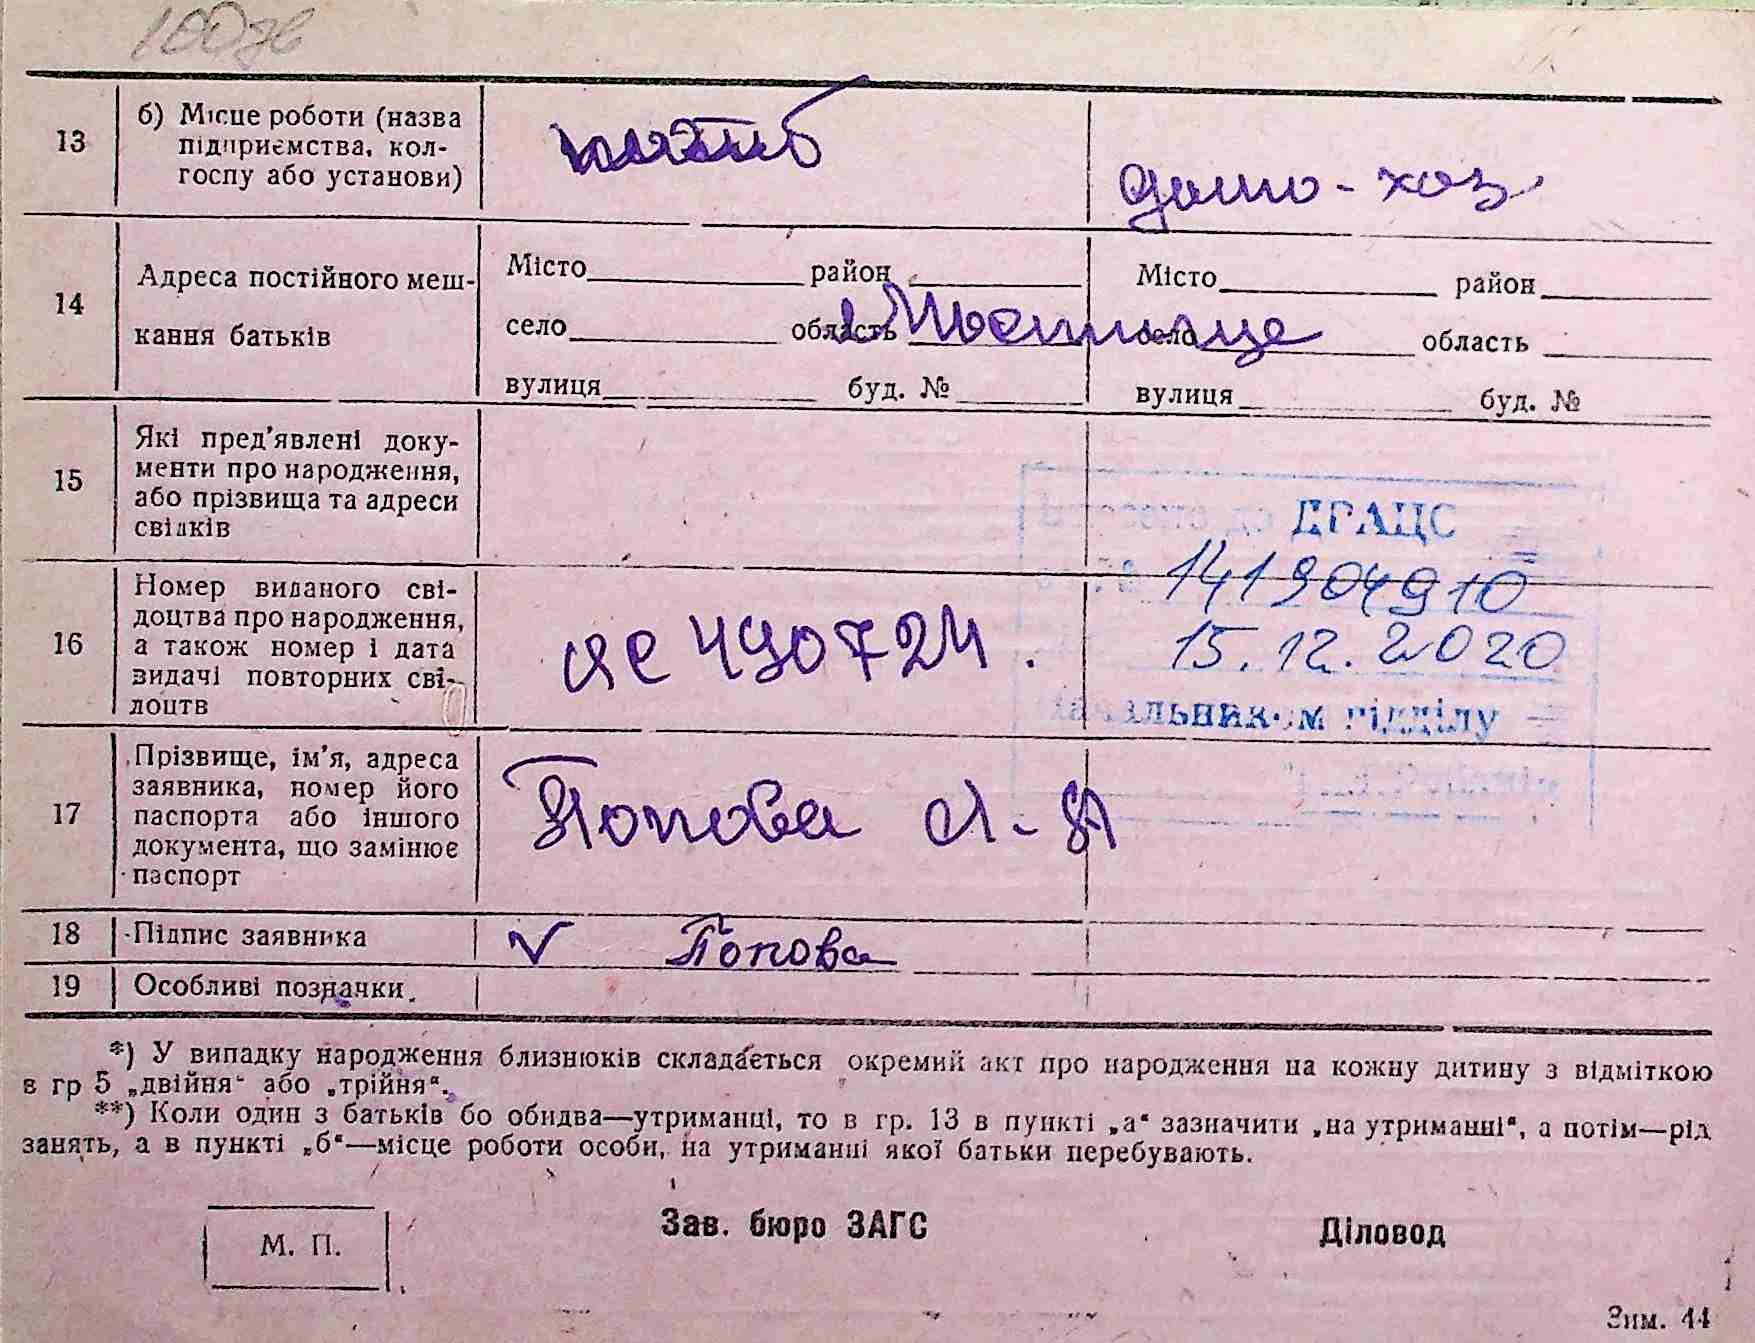 100зв
13
б) Місце роботи (назва
підприємства, кол-
госпу або установи)
домо-хоз
14
Адреса постійного меш-
кання батьків
Місто район
село область
вулиця буд. №
Місто район
село область
вулиця буд. №
15
Які пред'явлені доку-
менти про народження,
або прізвища та адреси
свідків
ДРАЦС
141904910
15.12.2020
начальником відділу
16
Номер виданого сві-
доцтва про народження,
а також номер і дата
видачі повторних сві-
доцтв
ЯС 490724.
17
Прізвище, ім'я, адреса
заявника, номер його
паспорта або іншого
документа, що замінює
паспорт
Попова А-Я
18
Підпис заявника
√ Попова
19
Особливі позначки.
*) У випадку народження близнюків складається окремий акт про народження на кожну дитину з відміткою
в гр 5 „двійня“ або „трійня“.
**) Коли один з батьків бо обидва—утриманці, то в гр. 13 в пункті „а“ зазначити „на утриманні“, а потім—рід
занять, а в пункті „б“—місце роботи особи, на утриманні якої батьки перебувають.
М. П.
Зав. бюро ЗАГС
Діловод
Зим. 44